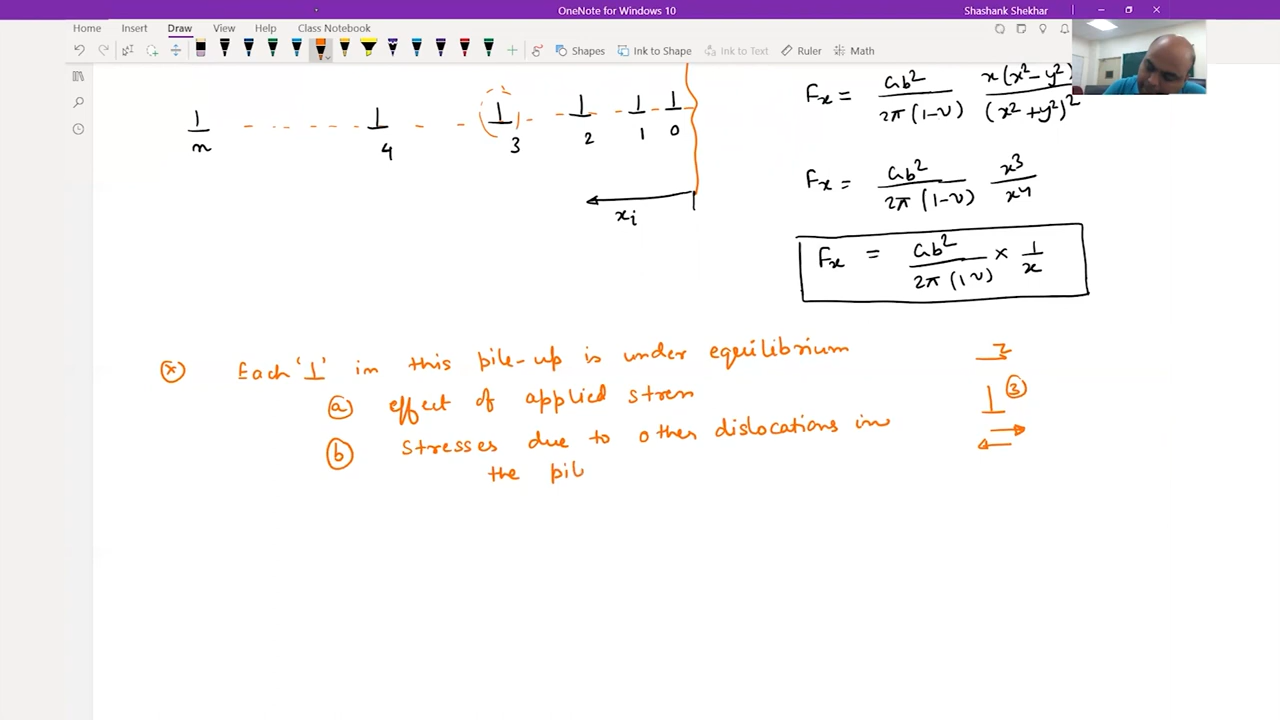 OneNote for Windows 10
Shashank Shekhar
Home Insert Draw View Help Class Notebook
Shapes Ink to Shape Ink to Text Ruler Math
Fx = Gb² / 2π(1-ν) x(x²-y²) / (x²+y²)²
⊥ ⊥ ⊥ ⊥ ⊥ ⊥
n 4 3 2 1 0
Fx = Gb² / 2π(1-ν) x³ / x⁴
xi
Fx = Gb² / 2π(1-ν) × 1 / x
(*) Each '⊥' in this pile-up is under equilibrium
(a) effect of applied stress
⊥ (3)
(b) Stresses due to other dislocations in
the pil